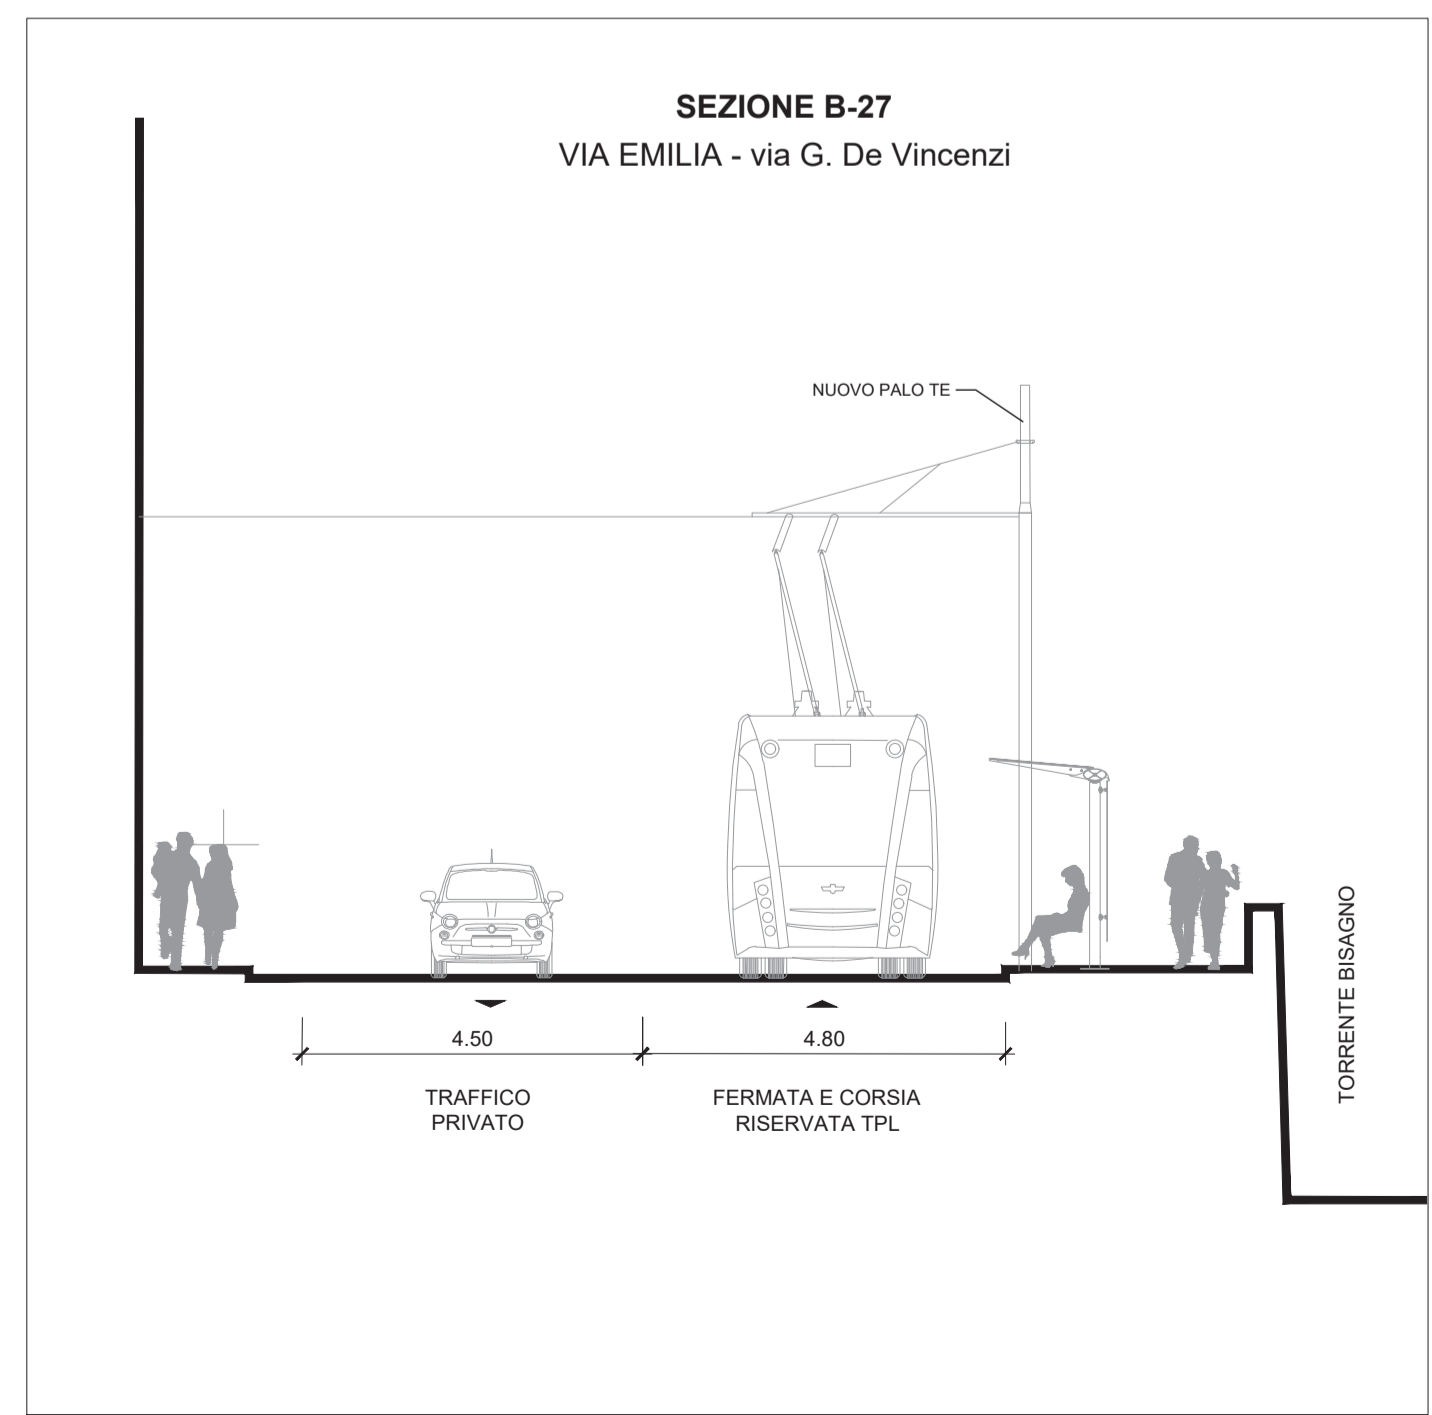 SEZIONE B-27
VIA EMILIA - via G. De Vincenzi
NUOVO PALO TE
TORRENTE BISAGNO
4.50
4.80
TRAFFICO
PRIVATO
FERMATA E CORSIA
RISERVATA TPL